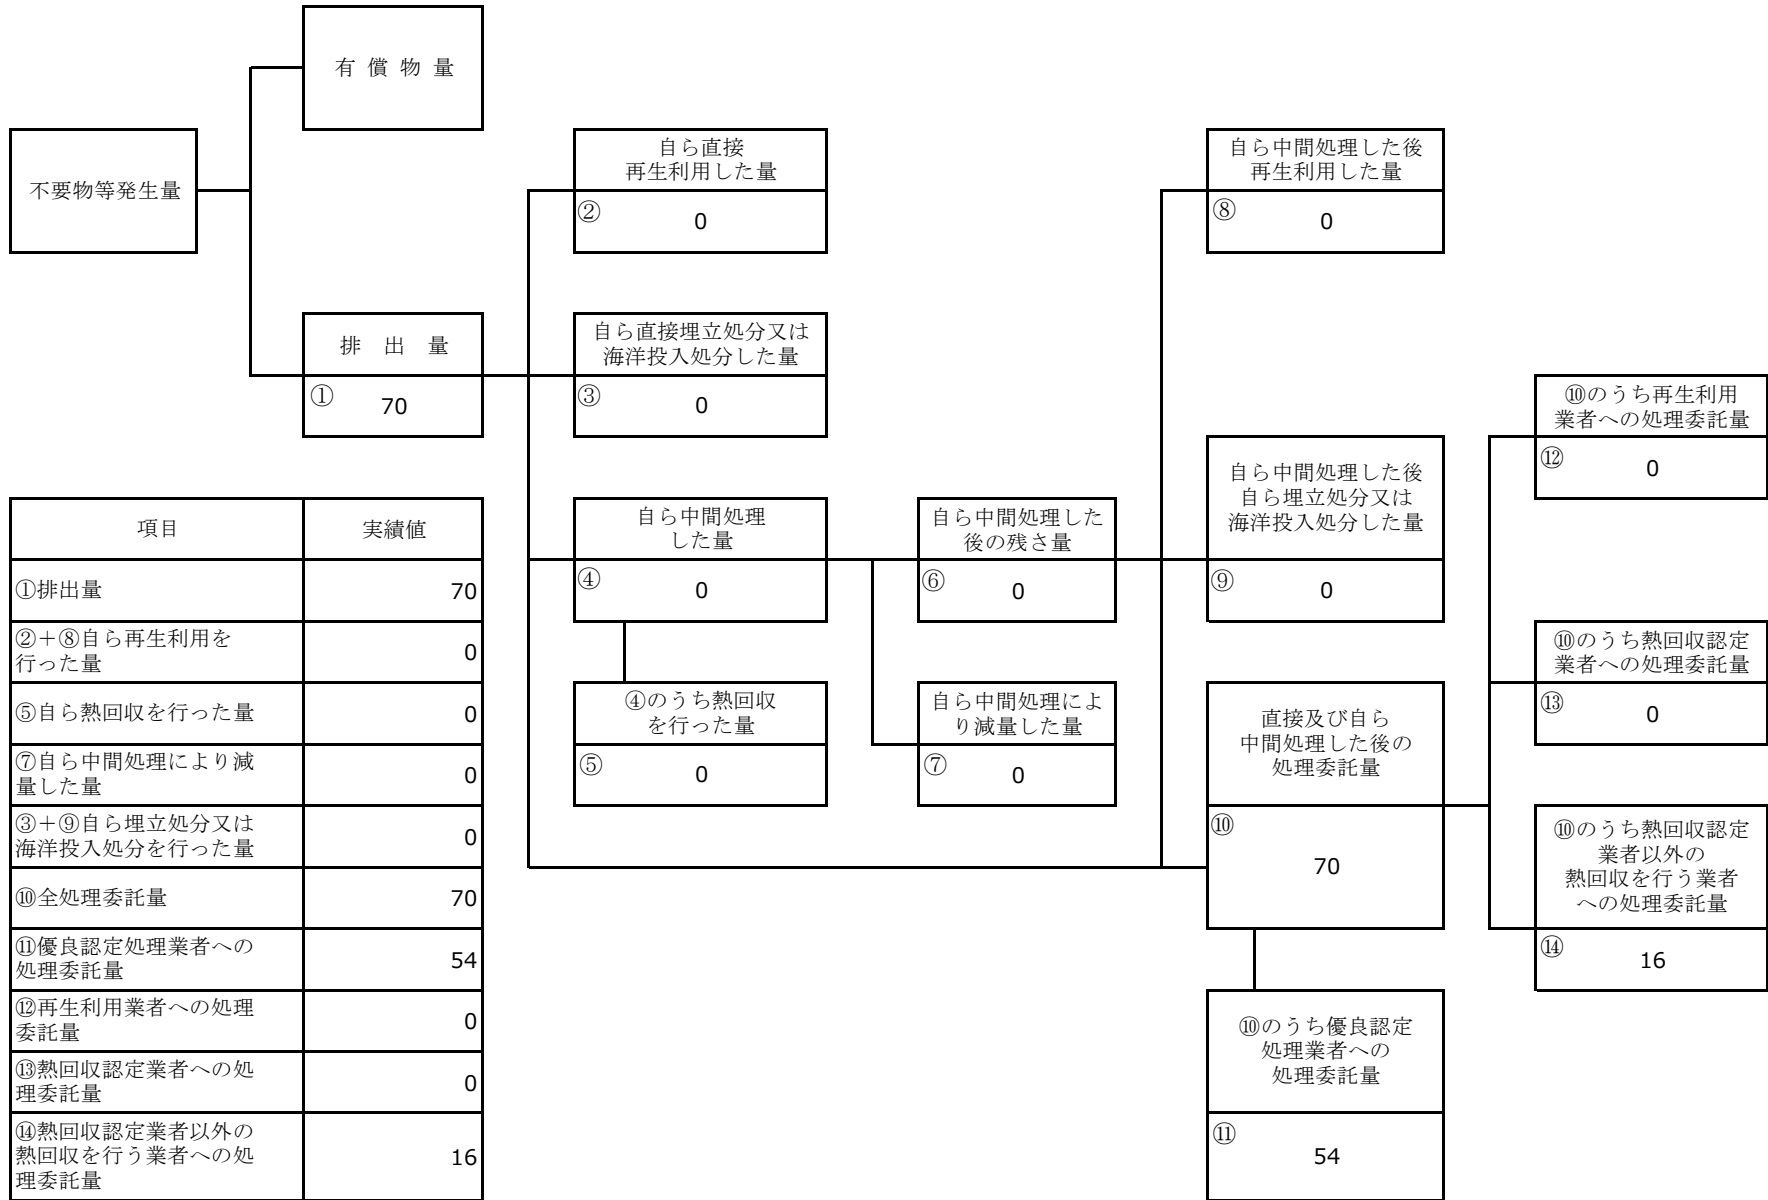 有 償 物 量
不要物等発生量
自ら直接
再生利用した量
② 0
自ら中間処理した後
再生利用した量
⑧ 0
排 出 量
① 70
自ら直接埋立処分又は
海洋投入処分した量
③ 0
⑩のうち再生利用
業者への処理委託量
⑫ 0
自ら中間処理
した量
④ 0
自ら中間処理した
後の残さ量
⑥ 0
自ら中間処理した後
自ら埋立処分又は
海洋投入処分した量
⑨ 0
⑩のうち熱回収認定
業者への処理委託量
⑬ 0
④のうち熱回収
を行った量
⑤ 0
自ら中間処理によ
り減量した量
⑦ 0
直接及び自ら
中間処理した後の
処理委託量
⑩
70
⑩のうち熱回収認定
業者以外の
熱回収を行う業者
への処理委託量
⑭ 16
⑩のうち優良認定
処理業者への
処理委託量
⑪ 54
項目 実績値
①排出量 70
②+⑧自ら再生利用を
行った量 0
⑤自ら熱回収を行った量 0
⑦自ら中間処理により減
量した量 0
③+⑨自ら埋立処分又は
海洋投入処分を行った量 0
⑩全処理委託量 70
⑪優良認定処理業者への
処理委託量 54
⑫再生利用業者への処理
委託量 0
⑬熱回収認定業者への処
理委託量 0
⑭熱回収認定業者以外の
熱回収を行う業者への処
理委託量 16